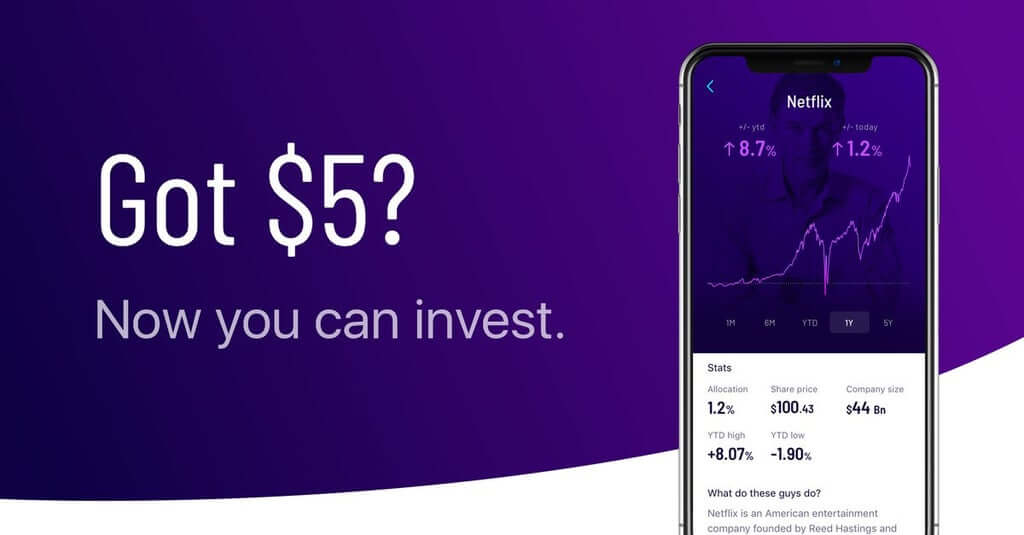 Got $5?
Now you can invest.
Netflix
+/- ytd +/- today
↑8.7% ↑1.2%
1M 6M YTD 1Y 5Y
Stats
Allocation Share price Company size
1.2% $100.43 $44 Bn
YTD high YTD low
+8.07% -1.90%
What do these guys do?
Netflix is an American entertainment
company founded by Reed Hastings and